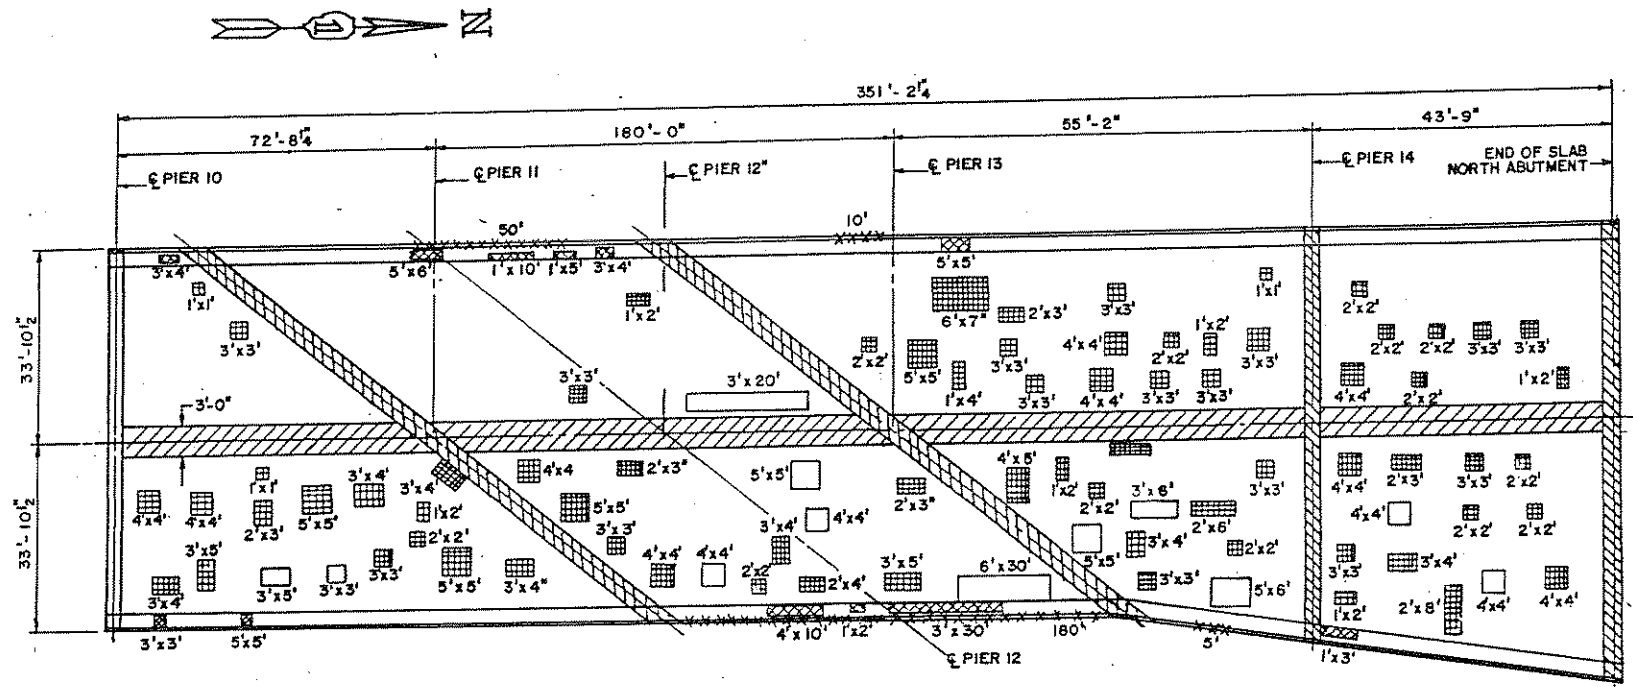 N
351'-2¼"
72'-8¼"
180'-0"
55'-2"
43'-9"
℄ PIER 10
℄ PIER 11
℄ PIER 12"
℄ PIER 13
℄ PIER 14
END OF SLAB
NORTH ABUTMENT
50"
10'
3'x4'
5'x6'
1'x10'
1'x5'
3'x4'
5'x5'
1'x1'
1'x1'
2'x2'
1'x2'
6'x7"
2'x3'
3'x3'
1'x2'
3'x3'
2'x2'
2'x2'
3'x3'
3'x3'
33'-10½"
2'x2'
5'x5'
3'x3'
4'x4'
2'x2'
3'x3'
3'x3'
3'x20'
1'x4'
3'x3'
4'x4'
3'x3'
3'x3'
4'x4'
2'x2'
1'x2'
3'-0"
4'x4'
4'x4'
1'x1'
2'x3'
5'x5'
3'x4'
3'x4'
1'x2'
4'x4
2'x3"
5'x5'
5'x5'
2'x3"
4'x5'
1'x2'
2'x2'
3'x6'
2'x6'
3'x3'
4'x4'
2'x3'
3'x3'
2'x2'
33'-10½"
3'x5'
2'x2'
3'x3'
3'x4'
4'x4'
5'x5'
3'x4'
2'x2'
4'x4'
2'x2'
2'x2'
3'x4'
3'x5'
3'x3'
3'x3'
5'x5'
3'x4"
4'x4'
4'x4'
2'x2'
2'x4'
3'x5'
6'x30'
3'x3'
5'x6'
3'x3'
3'x4'
1'x2'
2'x8'
4'x4'
4'x4'
3'x3'
5'x5'
4'x10'
1'x2'
3'x30'
180'
5'
1'x3'
℄ PIER 12